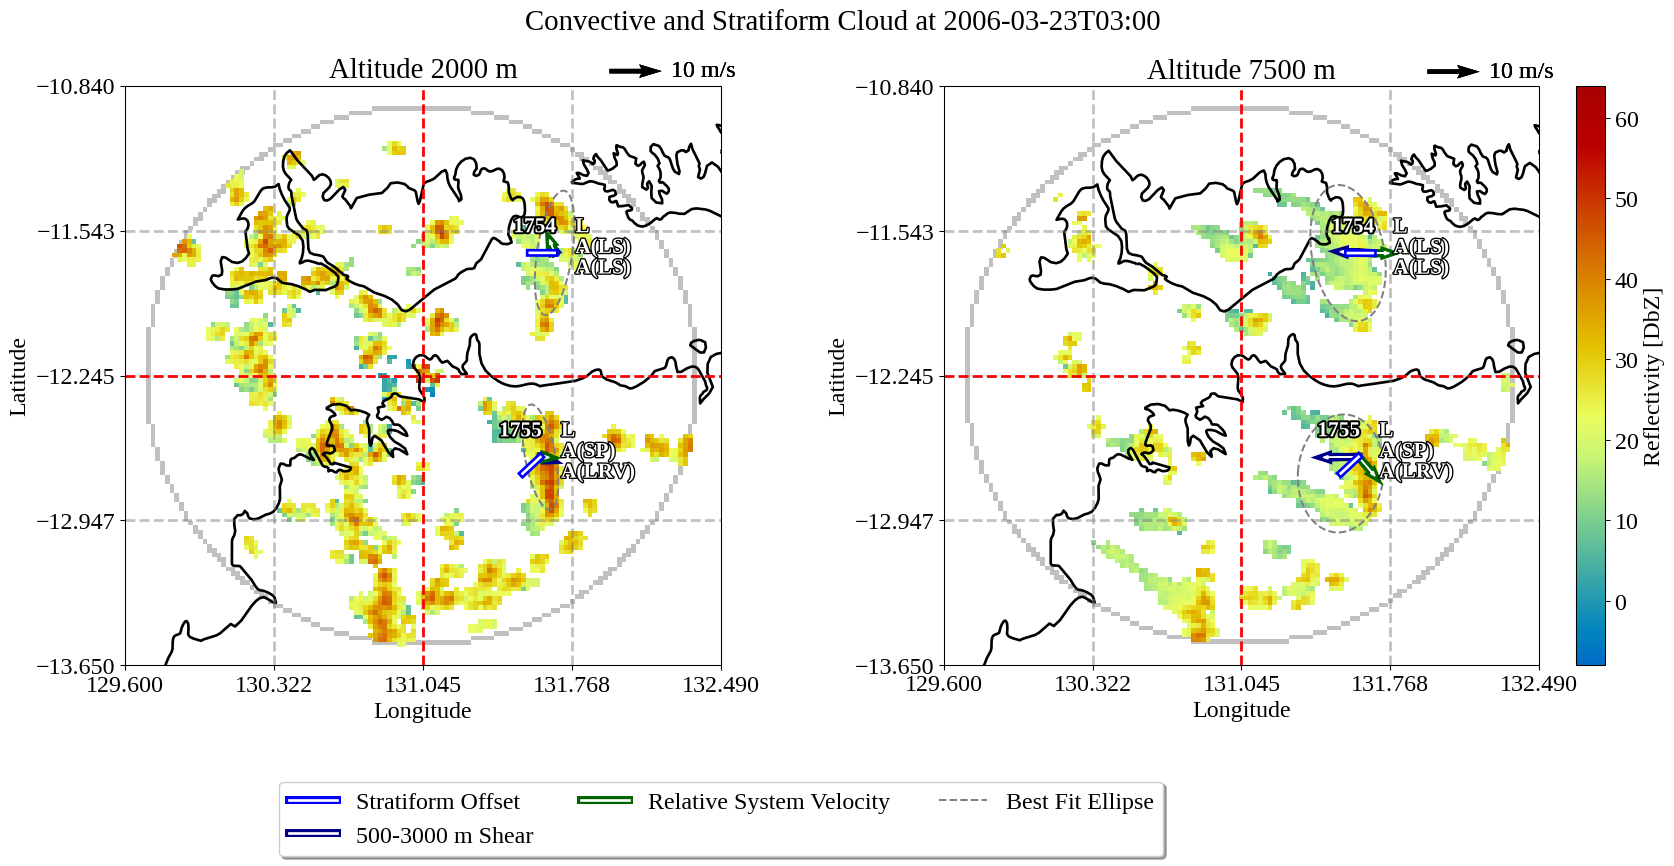 Convective and Stratiform Cloud at 2006-03-23T03:00
Altitude 2000 m
10 m/s
Altitude 7500 m
10 m/s
−10.840
−11.543
−12.245
−12.947
−13.650
Latitude
129.600
130.322
131.045
131.768
132.490
Longitude
1754
L
A(LS)
A(LS)
1755
L
A(SP)
A(LRV)
−10.840
−11.543
−12.245
−12.947
−13.650
Latitude
129.600
130.322
131.045
131.768
132.490
Longitude
1754
L
A(LS)
A(LS)
1755
L
A(SP)
A(LRV)
60
50
40
30
20
10
0
Reflectivity [DbZ]
Stratiform Offset
Relative System Velocity
Best Fit Ellipse
500-3000 m Shear